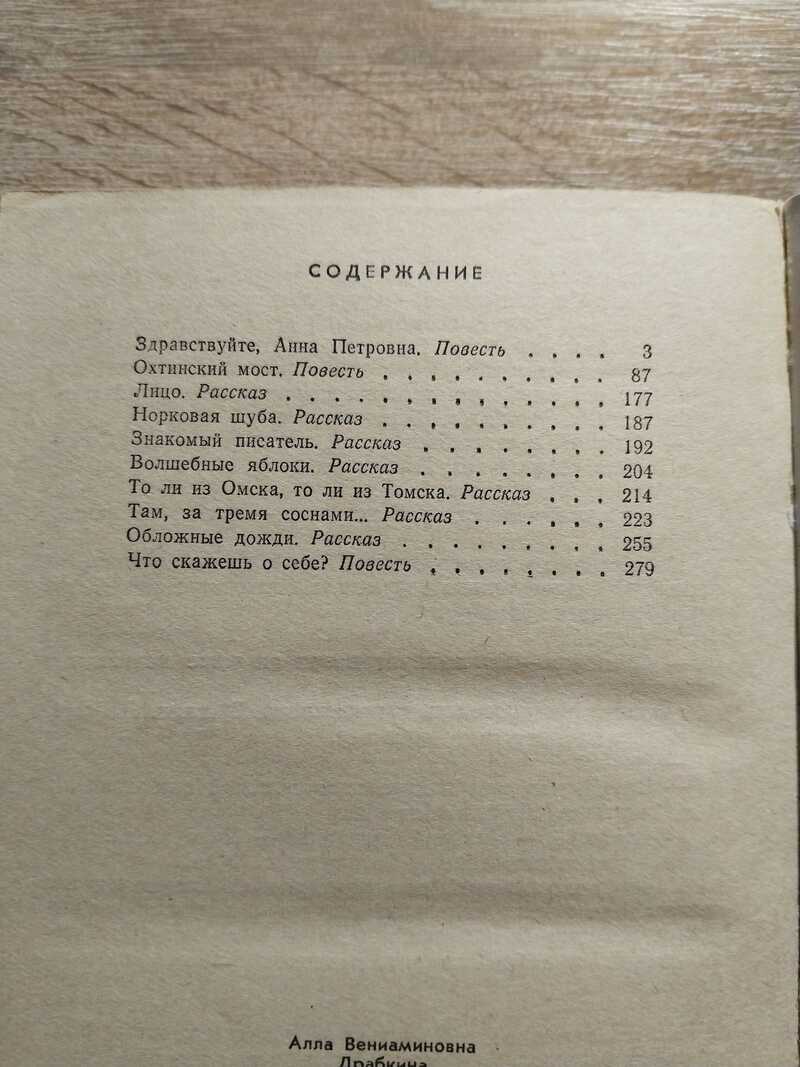 СОДЕРЖАНИЕ
Здравствуйте, Анна Петровна. Повесть . . . . 3
Охтинский мост. Повесть . . . . . . . . . . 87
Лицо. Рассказ . . . . . . . . . . . . . . 177
Норковая шуба. Рассказ . . . . . . . . . . 187
Знакомый писатель. Рассказ . . . . . . . . 192
Волшебные яблоки. Рассказ . . . . . . . . 204
То ли из Омска, то ли из Томска. Рассказ . . . 214
Там, за тремя соснами... Рассказ . . . . . . 223
Обложные дожди. Рассказ . . . . . . . . . 255
Что скажешь о себе? Повесть . . . . . . . . 279
Алла Вениаминовна
Драбкина